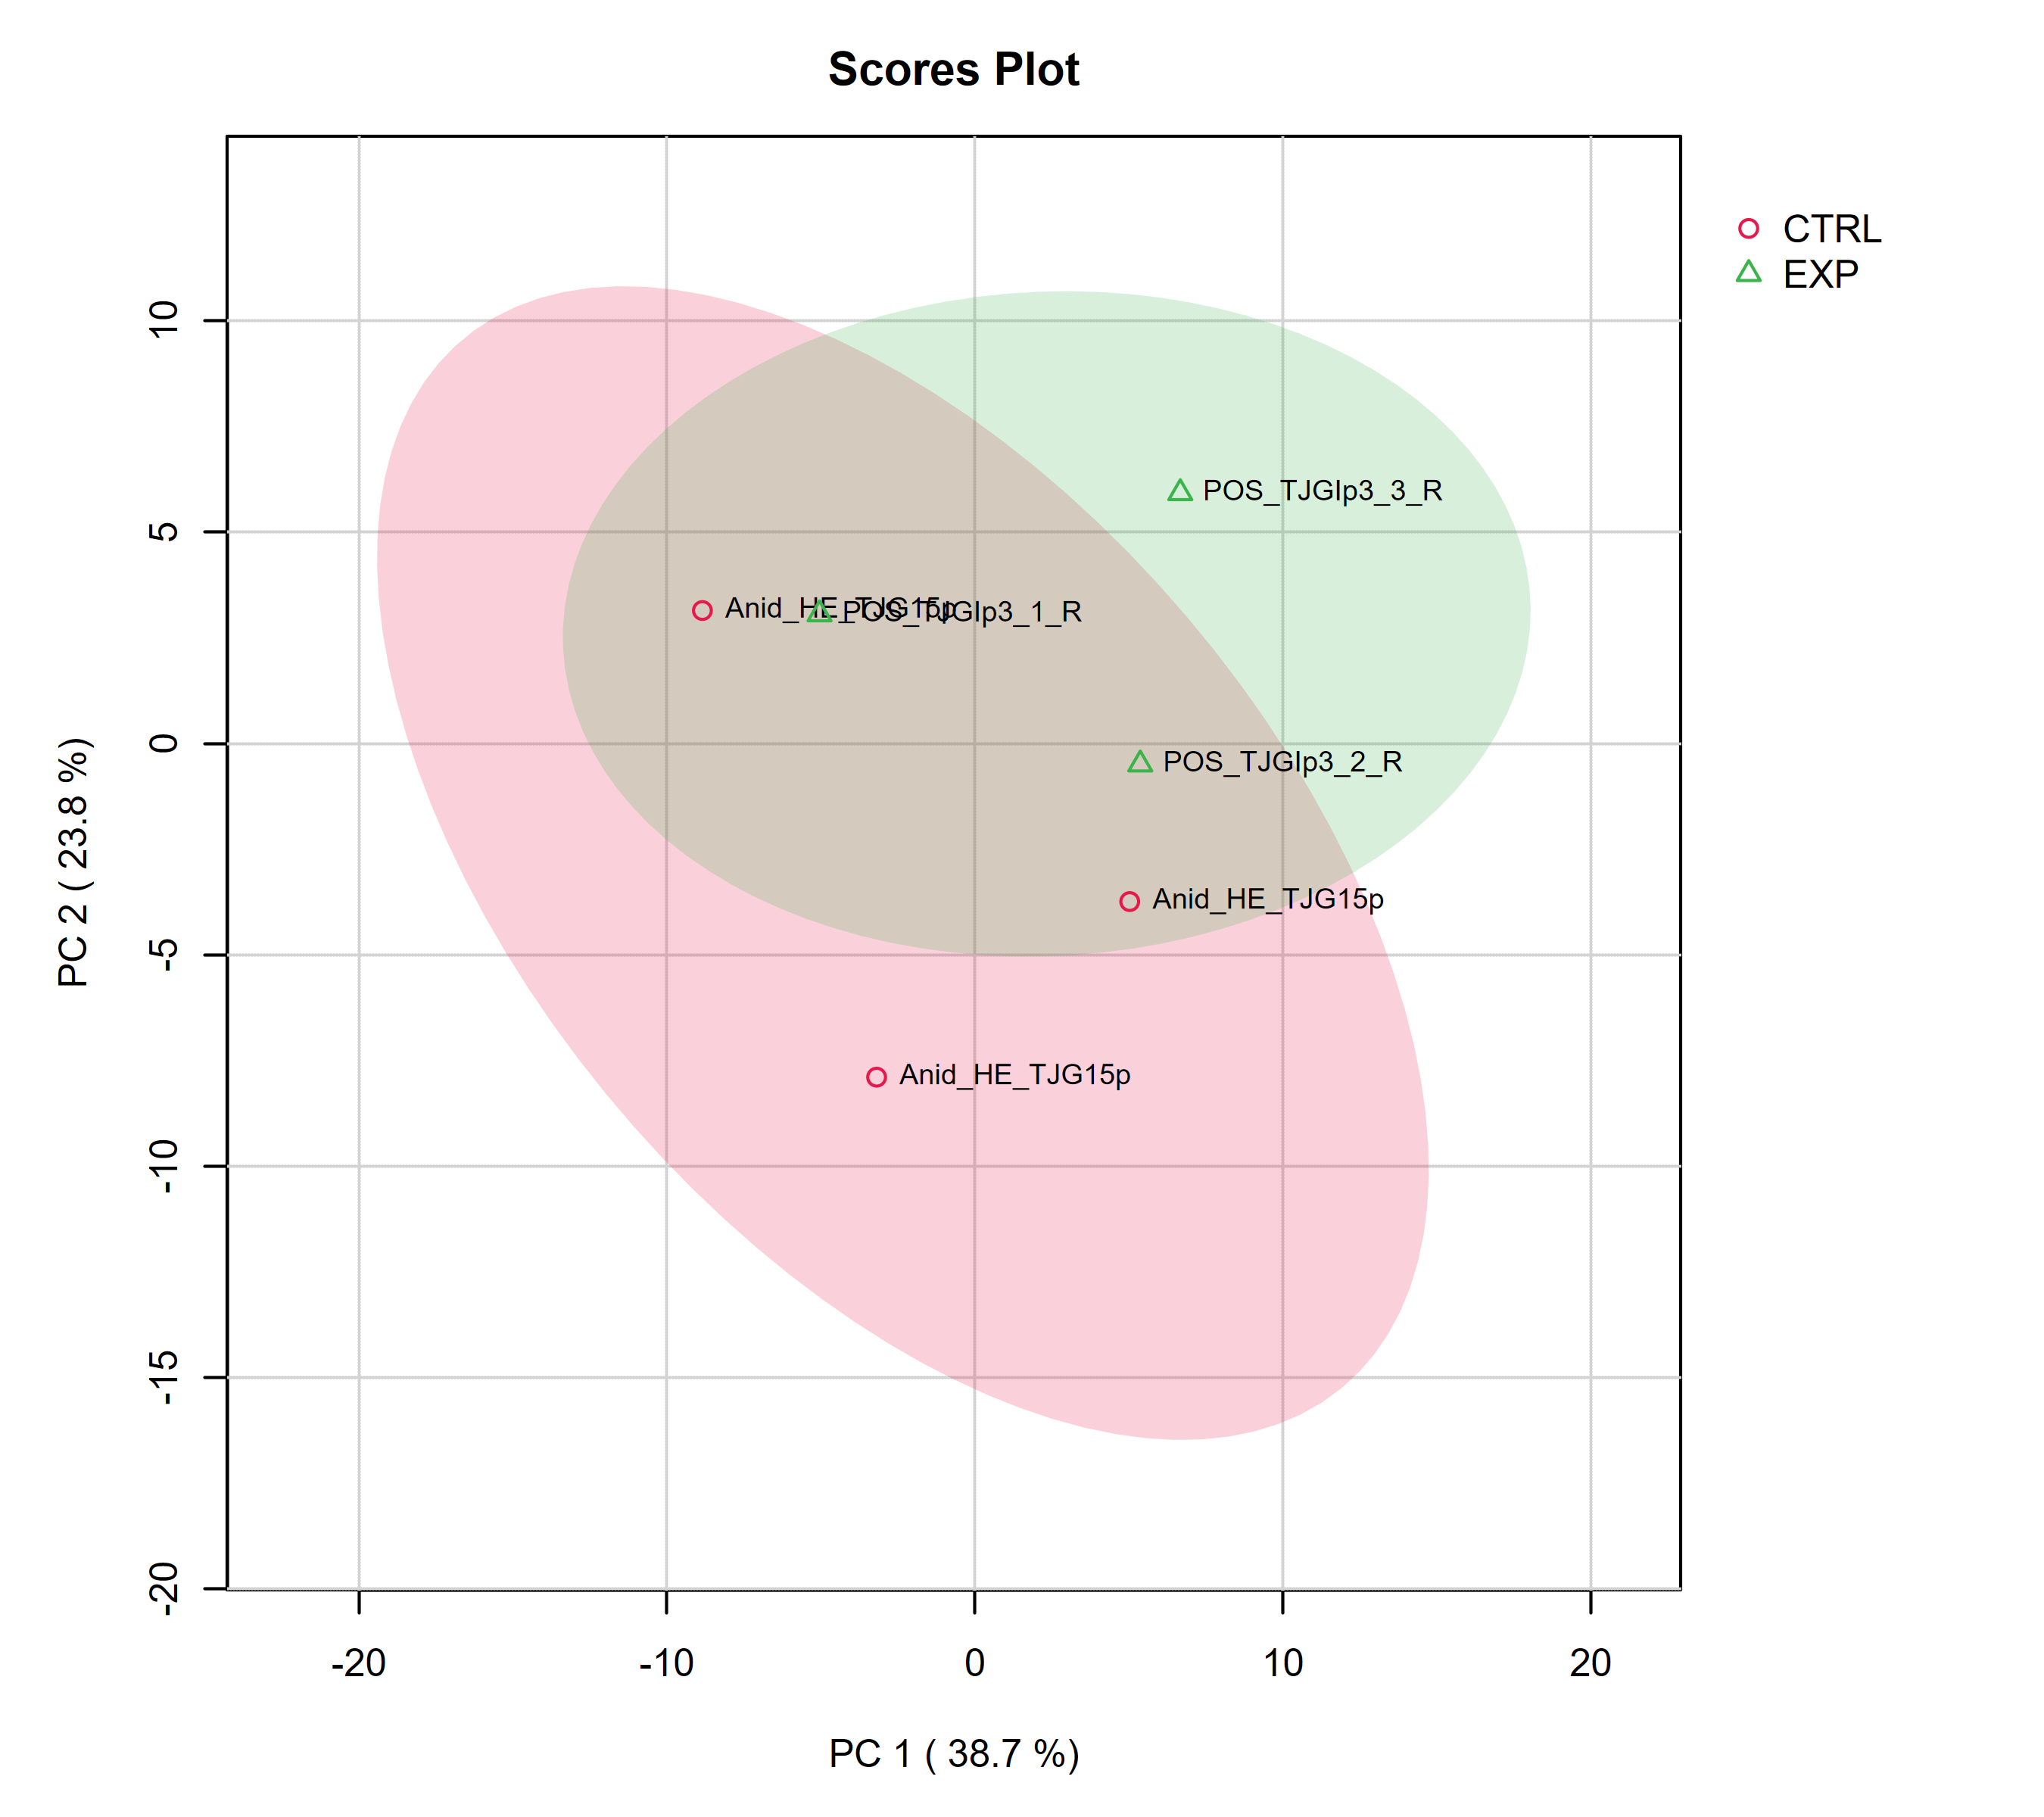 Scores Plot
CTRL
EXP
10
5
0
-5
-10
-15
-20
PC 2 ( 23.8 %)
POS_TJGIp3_3_R
Anid_HE_TJG15p
POS_TJGIp3_1_R
POS_TJGIp3_2_R
Anid_HE_TJG15p
Anid_HE_TJG15p
-20 -10 0 10 20
PC 1 ( 38.7 %)